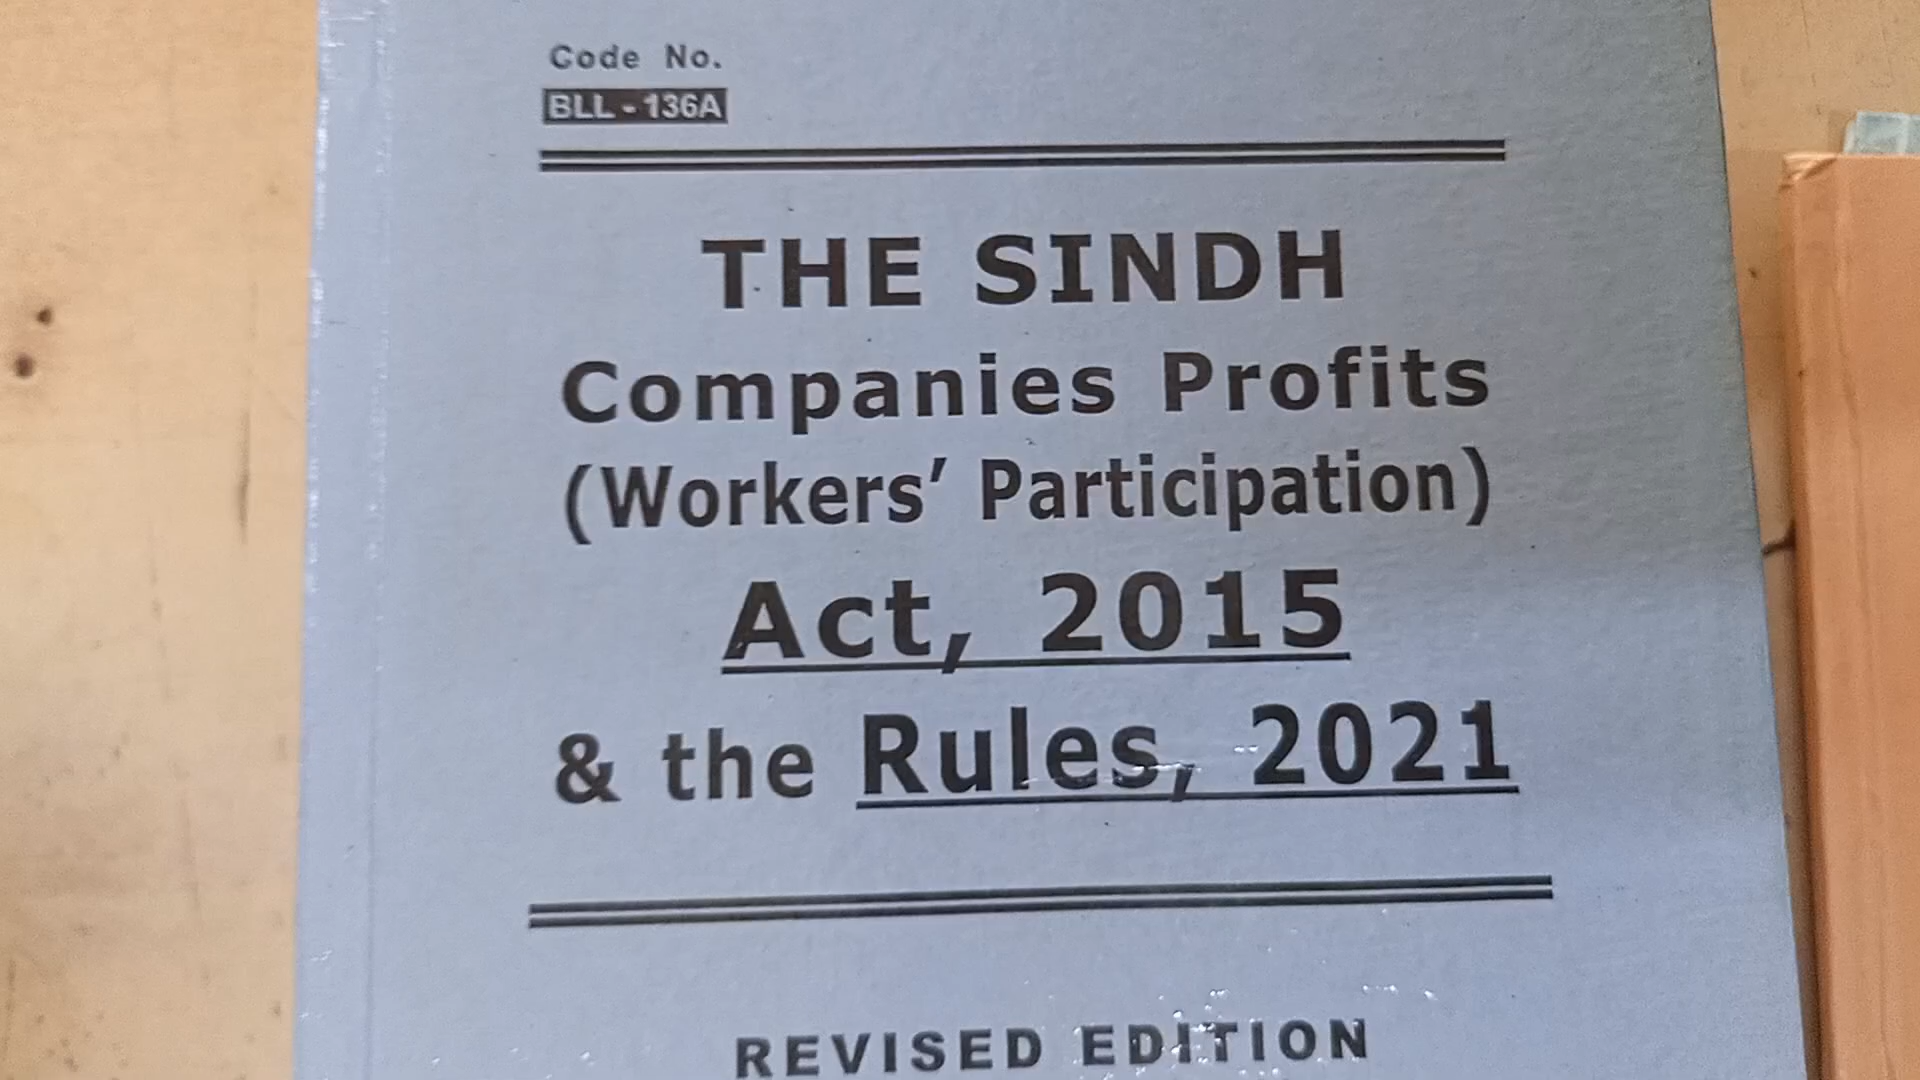 Code No.
BLL - 136A
THE SINDH
Companies Profits
(Workers’ Participation)
Act, 2015
& the Rules, 2021
REVISED EDITION